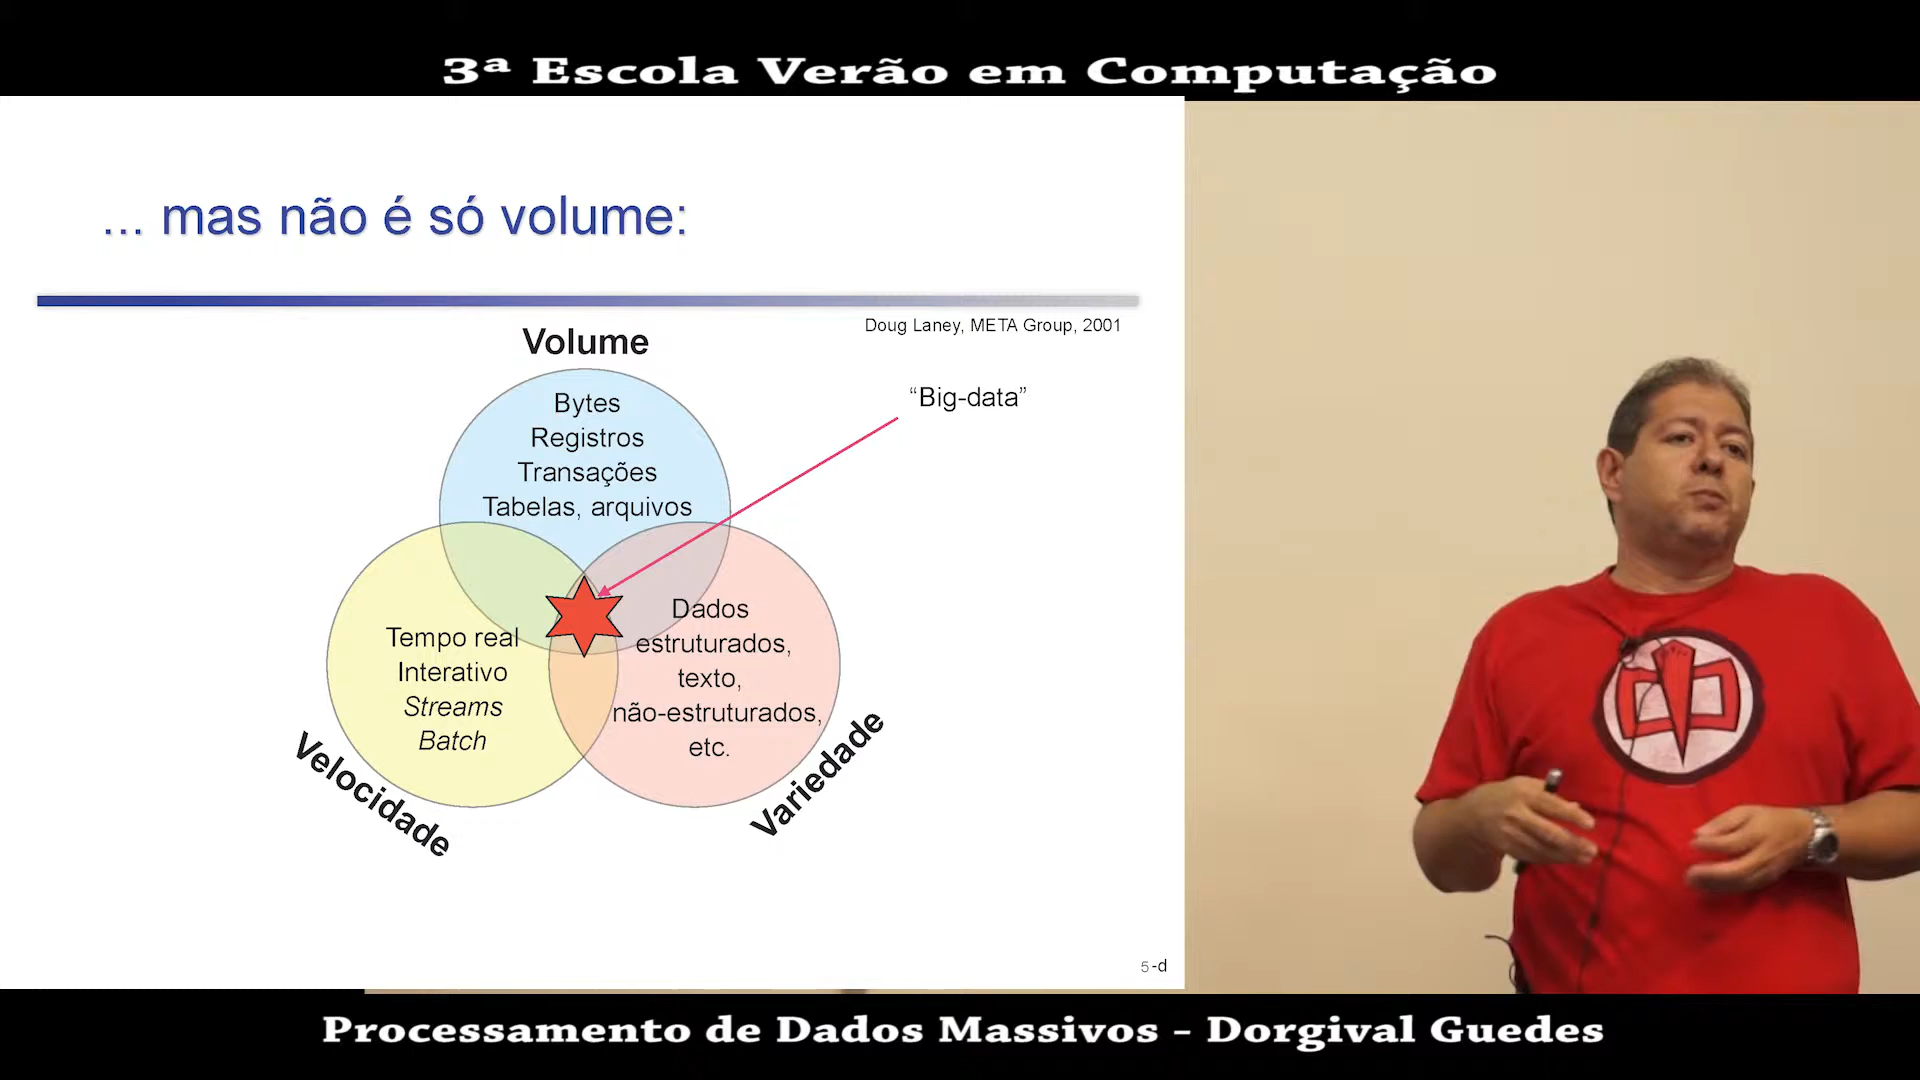 3ª Escola Verão em Computação
... mas não é só volume:
Doug Laney, META Group, 2001
Volume
“Big-data”
Bytes
Registros
Transações
Tabelas, arquivos
Tempo real
Interativo
Streams
Batch
Dados
estruturados,
texto,
não-estruturados,
etc.
Velocidade
Variedade
5-d
Processamento de Dados Massivos – Dorgival Guedes